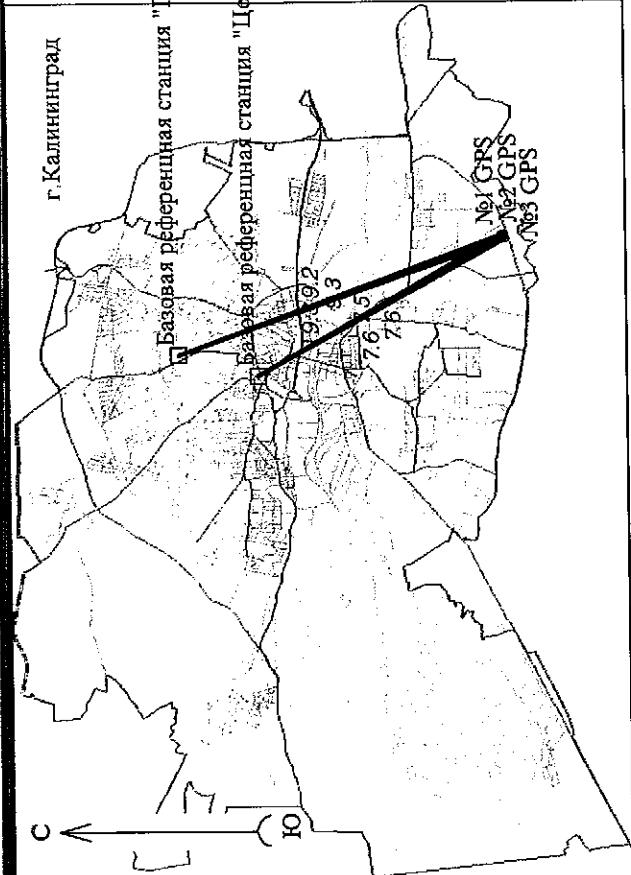 г.Калининград
Базовая референцная станция "
Базовая референцная станция "Це
9.2
9.3
7.5
7.6
7.6
№1 GPS
№2 GPS
№3 GPS
С
Ю